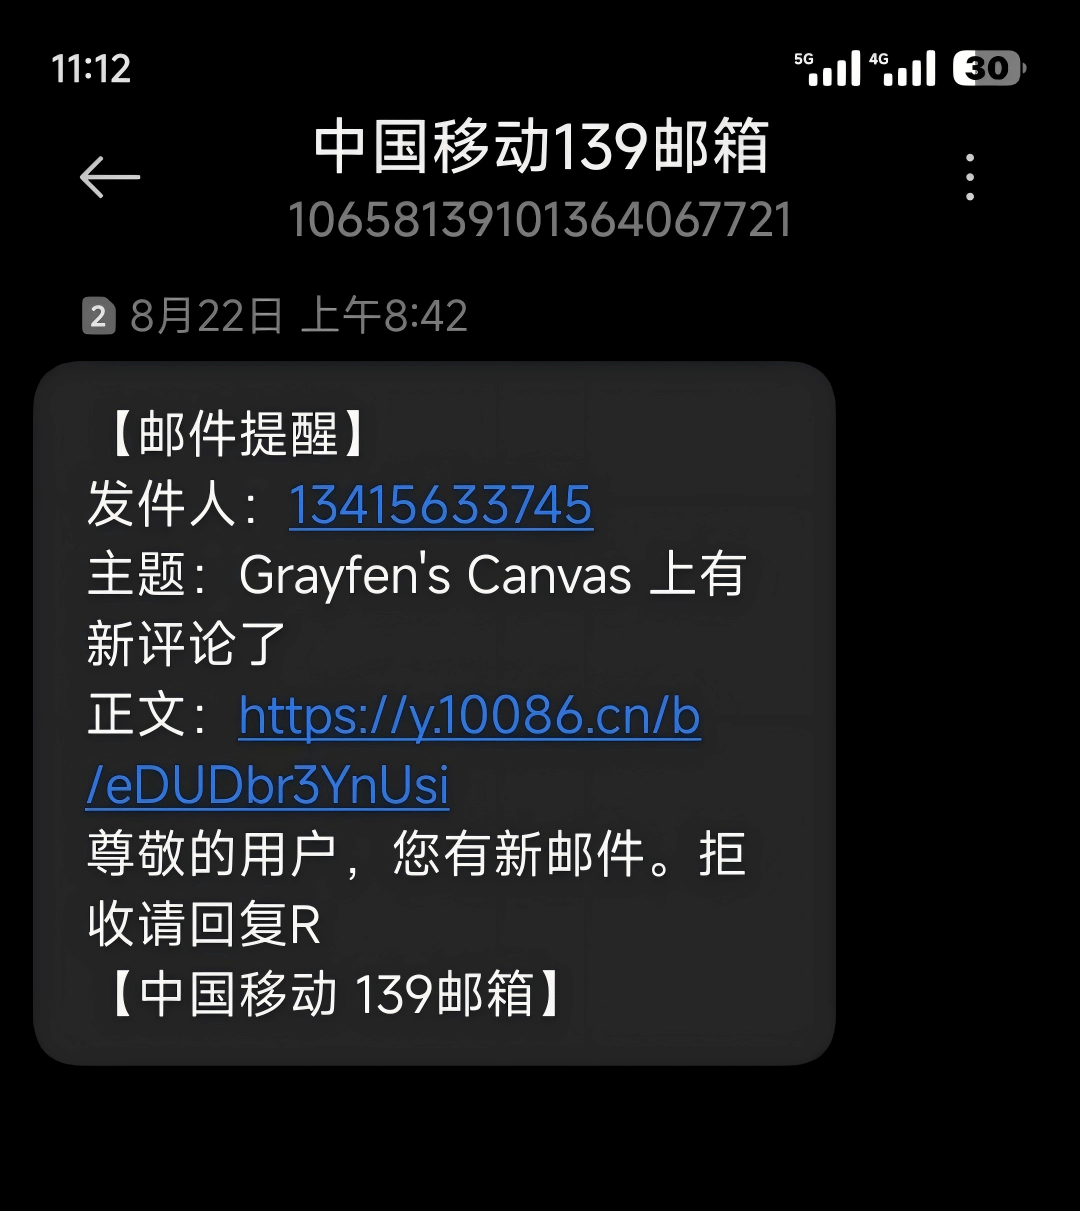 11:12
5G 4G 30
中国移动139邮箱
10658139101364067721
2 8月22日 上午8:42
【邮件提醒】
发件人：13415633745
主题：Grayfen's Canvas 上有
新评论了
正文：https://y.10086.cn/b
/eDUDbr3YnUsi
尊敬的用户，您有新邮件。拒
收请回复R
【中国移动 139邮箱】